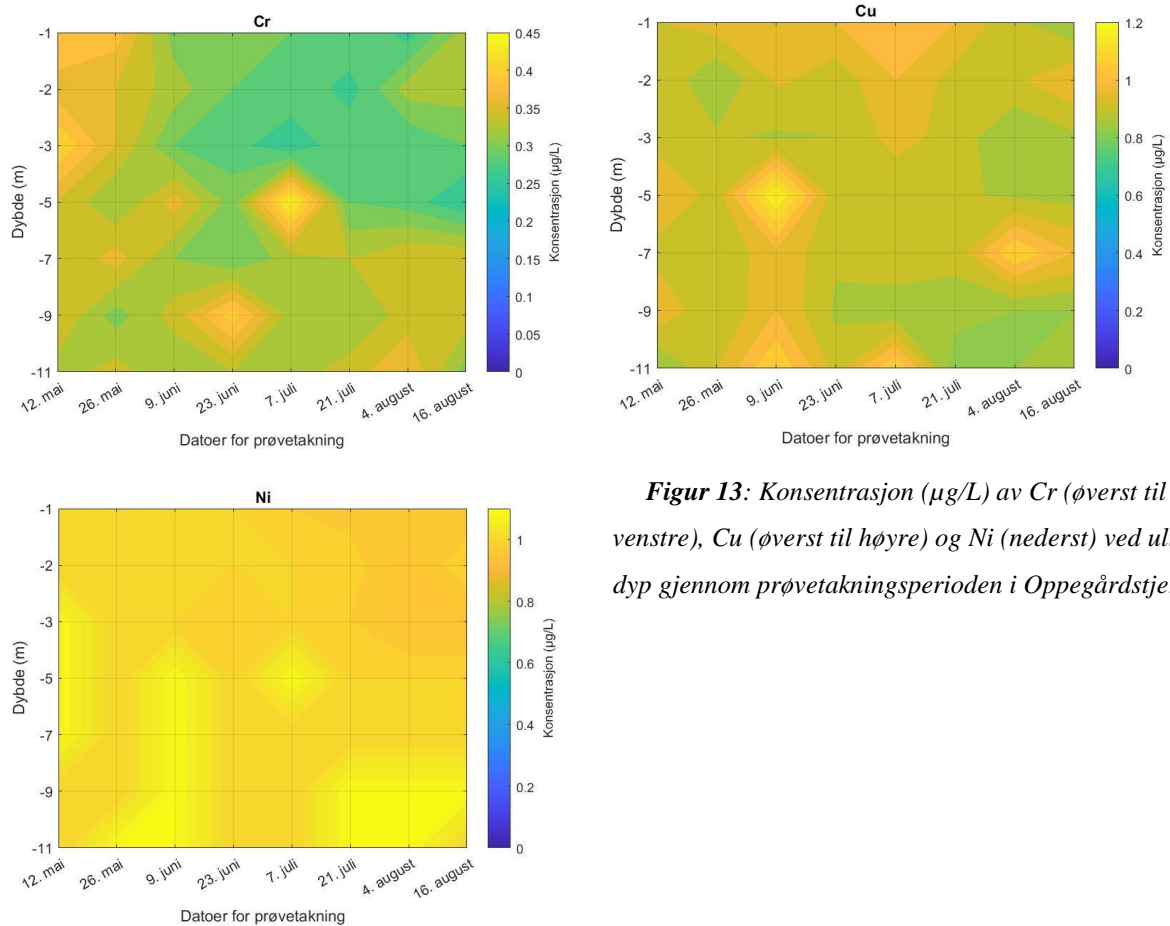 Cr
-1
-2
-3
-5
-7
-9
-11
Dybde (m)
12. mai
26. mai
9. juni
23. juni
7. juli
21. juli
4. august
16. august
Datoer for prøvetakning
0.45
0.4
0.35
0.3
0.25
0.2
0.15
0.1
0.05
0
Konsentrasjon (µg/L)
Cu
-1
-2
-3
-5
-7
-9
-11
Dybde (m)
12. mai
26. mai
9. juni
23. juni
7. juli
21. juli
4. august
16. august
Datoer for prøvetakning
1.2
1
0.8
0.6
0.4
0.2
0
Konsentrasjon (µg/L)
Ni
-1
-2
-3
-5
-7
-9
-11
Dybde (m)
12. mai
26. mai
9. juni
23. juni
7. juli
21. juli
4. august
16. august
Datoer for prøvetakning
1
0.8
0.6
0.4
0.2
0
Konsentrasjon (µg/L)
Figur 13: Konsentrasjon (µg/L) av Cr (øverst til
venstre), Cu (øverst til høyre) og Ni (nederst) ved
dyp gjennom prøvetakningsperioden i